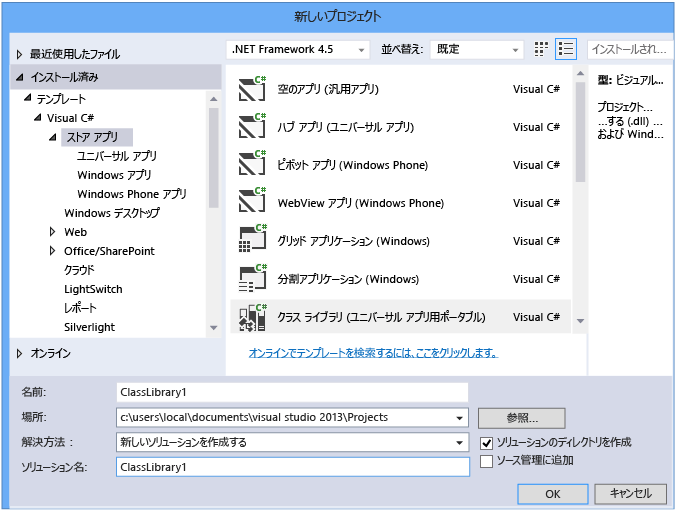 新しいプロジェクト
最近使用したファイル
インストール済み
テンプレート
Visual C#
ストア アプリ
ユニバーサル アプリ
Windows アプリ
Windows Phone アプリ
Windows デスクトップ
Web
Office/SharePoint
クラウド
LightSwitch
レポート
Silverlight
オンライン
.NET Framework 4.5
並べ替え:
既定
インストールされ...
空のアプリ (汎用アプリ) Visual C#
ハブ アプリ (ユニバーサル アプリ) Visual C#
ピボット アプリ (Windows Phone) Visual C#
WebView アプリ (Windows Phone) Visual C#
グリッド アプリケーション (Windows) Visual C#
分割アプリケーション (Windows) Visual C#
クラス ライブラリ (ユニバーサル アプリ用ポータブル) Visual C#
オンラインでテンプレートを検索するには、ここをクリックします。
型: ビジュアル...
プロジェクト...
...する (.dll) ...
および Wind...
名前: ClassLibrary1
場所: c:\users\local\documents\visual studio 2013\Projects
参照...
解決方法 : 新しいソリューションを作成する
ソリューションのディレクトリを作成
ソリューション名: ClassLibrary1
ソース管理に追加
OK
キャンセル